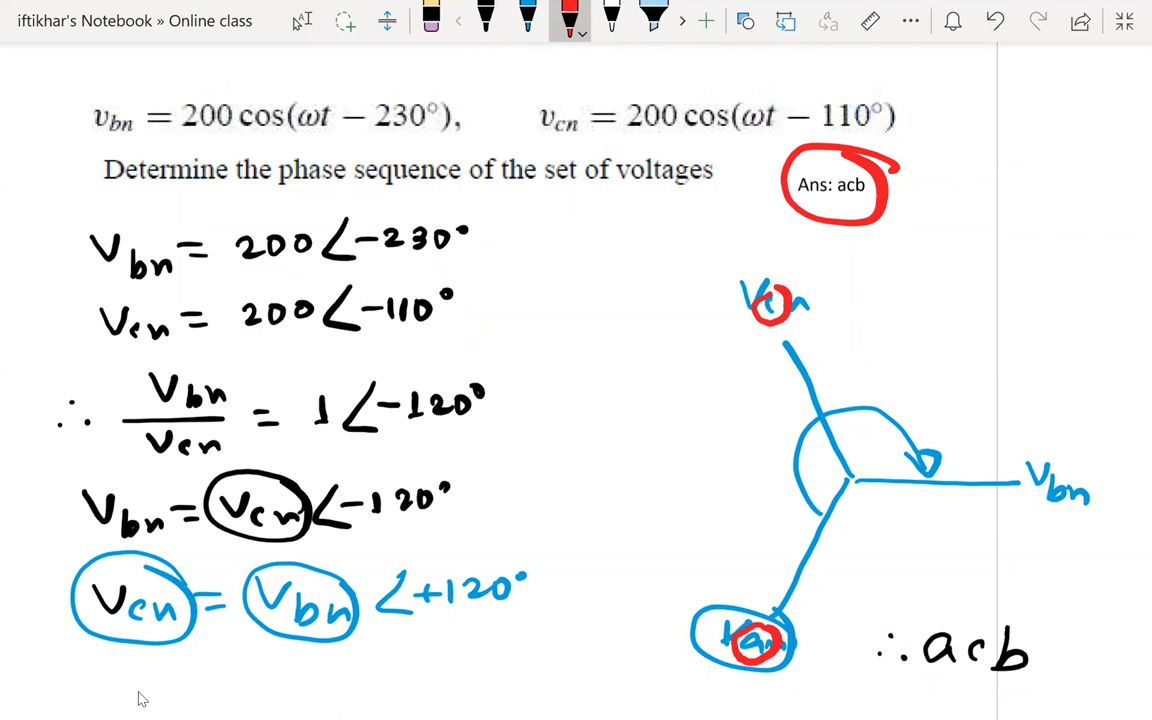 iftikhar's Notebook » Online class
v_bn = 200 cos(ωt − 230°), v_cn = 200 cos(ωt − 110°)
Determine the phase sequence of the set of voltages
Ans: acb
V_bn = 200∠−230°
V_cn = 200∠−110°
∴ V_bn / V_cn = 1∠−120°
V_bn = V_cn∠−120°
V_cn = V_bn∠+120°
V_cn
V_bn
V_an
∴ acb